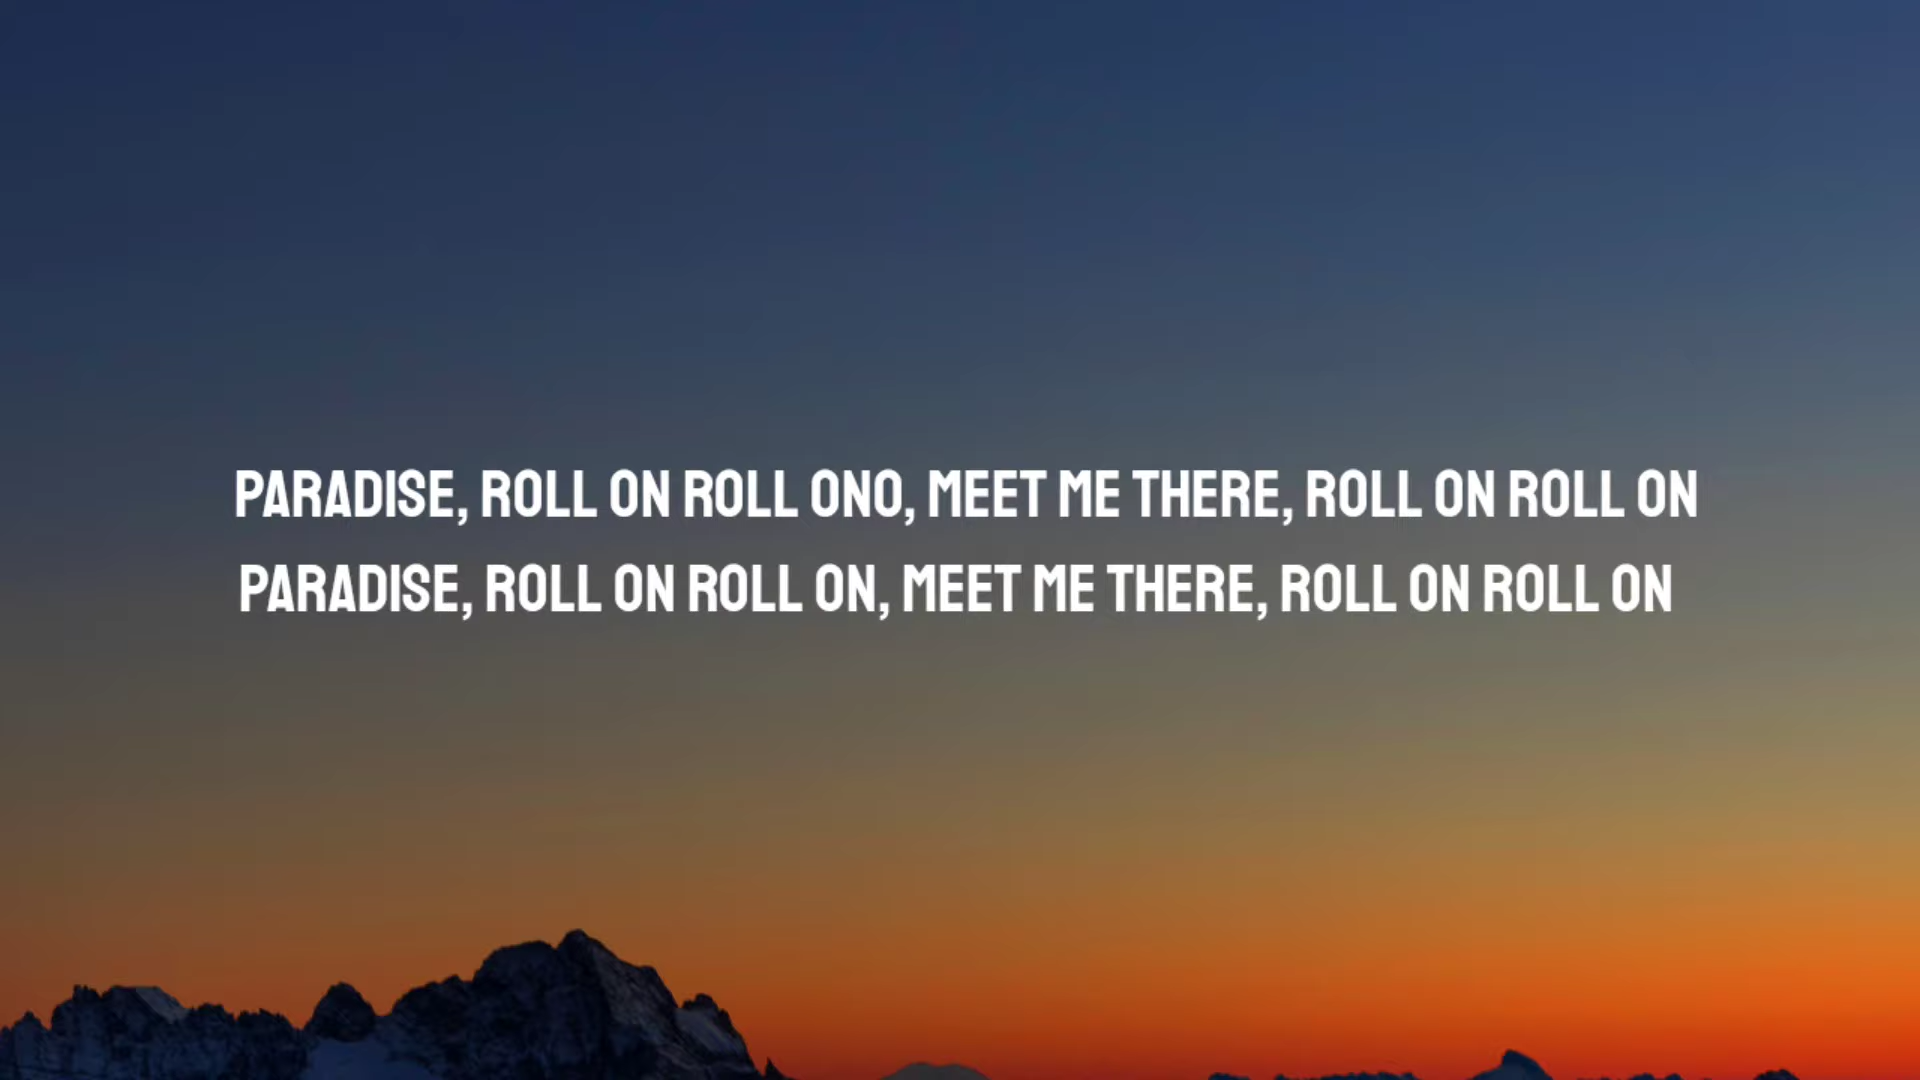 PARADISE, ROLL ON ROLL ONO, MEET ME THERE, ROLL ON ROLL ON
PARADISE, ROLL ON ROLL ON, MEET ME THERE, ROLL ON ROLL ON